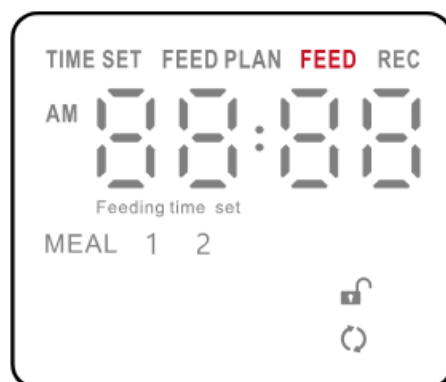 TIME SET FEED PLAN FEED REC
AM 88:88
Feeding time set
MEAL 1 2